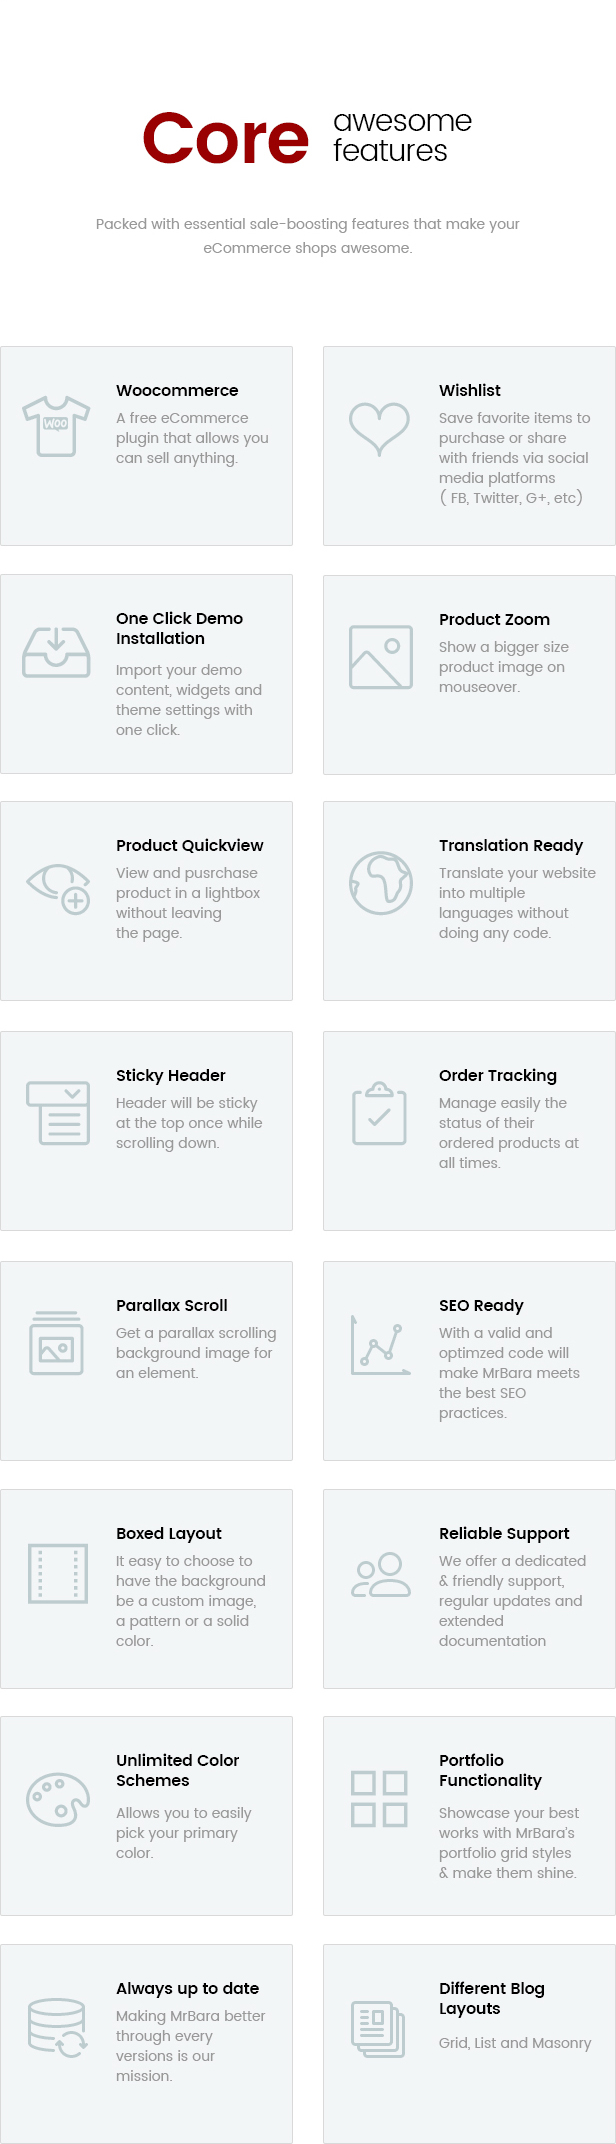 Core
awesome
features
Packed with essential sale-boosting features that make your
eCommerce shops awesome.
Woocommerce
A free eCommerce
plugin that allows you
can sell anything.
WOO
Wishlist
Save favorite items to
purchase or share
with friends via social
media platforms
( FB, Twitter, G+, etc)
One Click Demo
Installation
Import your demo
content, widgets and
theme settings with
one click.
Product Zoom
Show a bigger size
product image on
mouseover.
Product Quickview
View and pusrchase
product in a lightbox
without leaving
the page.
Translation Ready
Translate your website
into multiple
languages without
doing any code.
Sticky Header
Header will be sticky
at the top once while
scrolling down.
Order Tracking
Manage easily the
status of their
ordered products at
all times.
Parallax Scroll
Get a parallax scrolling
background image for
an element.
SEO Ready
With a valid and
optimzed code will
make MrBara meets
the best SEO
practices.
Boxed Layout
It easy to choose to
have the background
be a custom image,
a pattern or a solid
color.
Reliable Support
We offer a dedicated
& friendly support,
regular updates and
extended
documentation
Unlimited Color
Schemes
Allows you to easily
pick your primary
color.
Portfolio
Functionality
Showcase your best
works with MrBara's
portfolio grid styles
& make them shine.
Always up to date
Making MrBara better
through every
versions is our
mission.
Different Blog
Layouts
Grid, List and Masonry